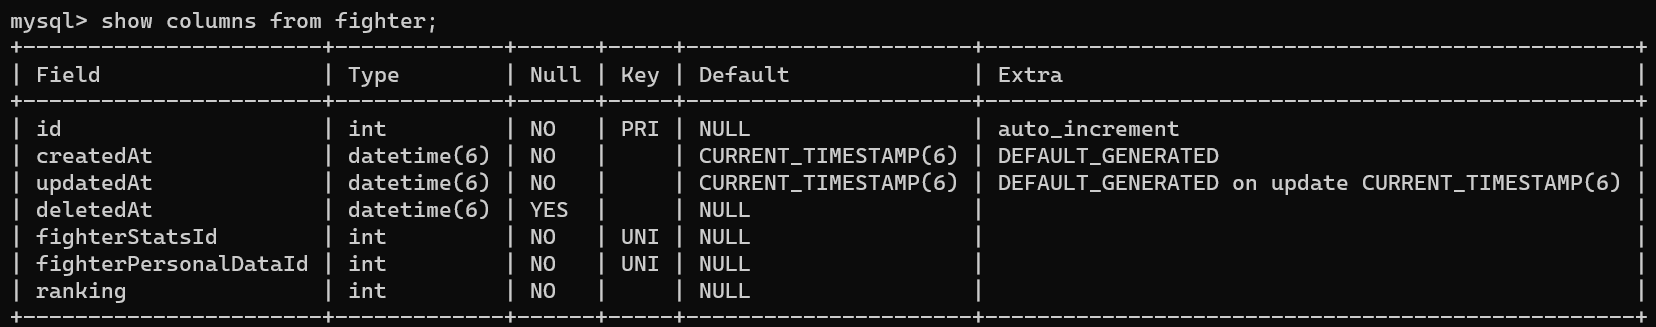 mysql> show columns from fighter;
+-----------------------+-------------+------+-----+----------------------+--------------------------------------------------+
| Field                 | Type        | Null | Key | Default              | Extra                                            |
+-----------------------+-------------+------+-----+----------------------+--------------------------------------------------+
| id                    | int         | NO   | PRI | NULL                 | auto_increment                                   |
| createdAt             | datetime(6) | NO   |     | CURRENT_TIMESTAMP(6) | DEFAULT_GENERATED                                |
| updatedAt             | datetime(6) | NO   |     | CURRENT_TIMESTAMP(6) | DEFAULT_GENERATED on update CURRENT_TIMESTAMP(6) |
| deletedAt             | datetime(6) | YES  |     | NULL                 |                                                  |
| fighterStatsId        | int         | NO   | UNI | NULL                 |                                                  |
| fighterPersonalDataId | int         | NO   | UNI | NULL                 |                                                  |
| ranking               | int         | NO   |     | NULL                 |                                                  |
+-----------------------+-------------+------+-----+----------------------+--------------------------------------------------+